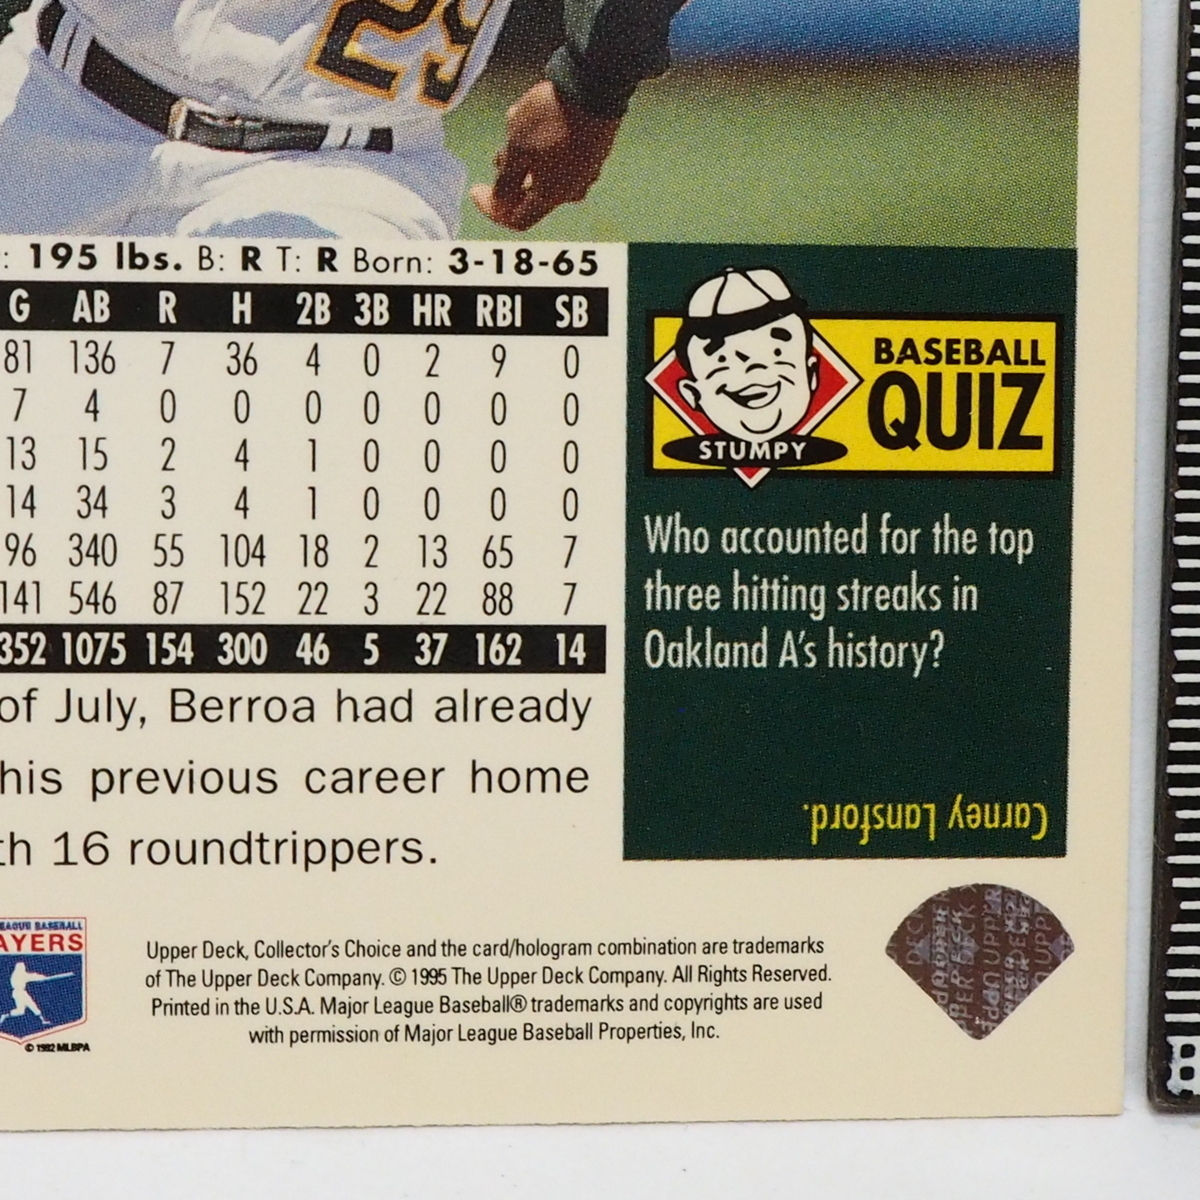 29
: 195 lbs. B: R T: R Born: 3-18-65
G AB R H 2B 3B HR RBI SB
81 136 7 36 4 0 2 9 0
7 4 0 0 0 0 0 0 0
13 15 2 4 1 0 0 0 0
14 34 3 4 1 0 0 0 0
96 340 55 104 18 2 13 65 7
141 546 87 152 22 3 22 88 7
352 1075 154 300 46 5 37 162 14
of July, Berroa had already
his previous career home
th 16 roundtrippers.
STUMPY
BASEBALL
QUIZ
Who accounted for the top
three hitting streaks in
Oakland A's history?
Carney Lansford.
EAGUE BASEBALL
AYERS
© 1992 MLBPA
Upper Deck, Collector's Choice and the card/hologram combination are trademarks
of The Upper Deck Company. © 1995 The Upper Deck Company. All Rights Reserved.
Printed in the U.S.A. Major League Baseball® trademarks and copyrights are used
with permission of Major League Baseball Properties, Inc.